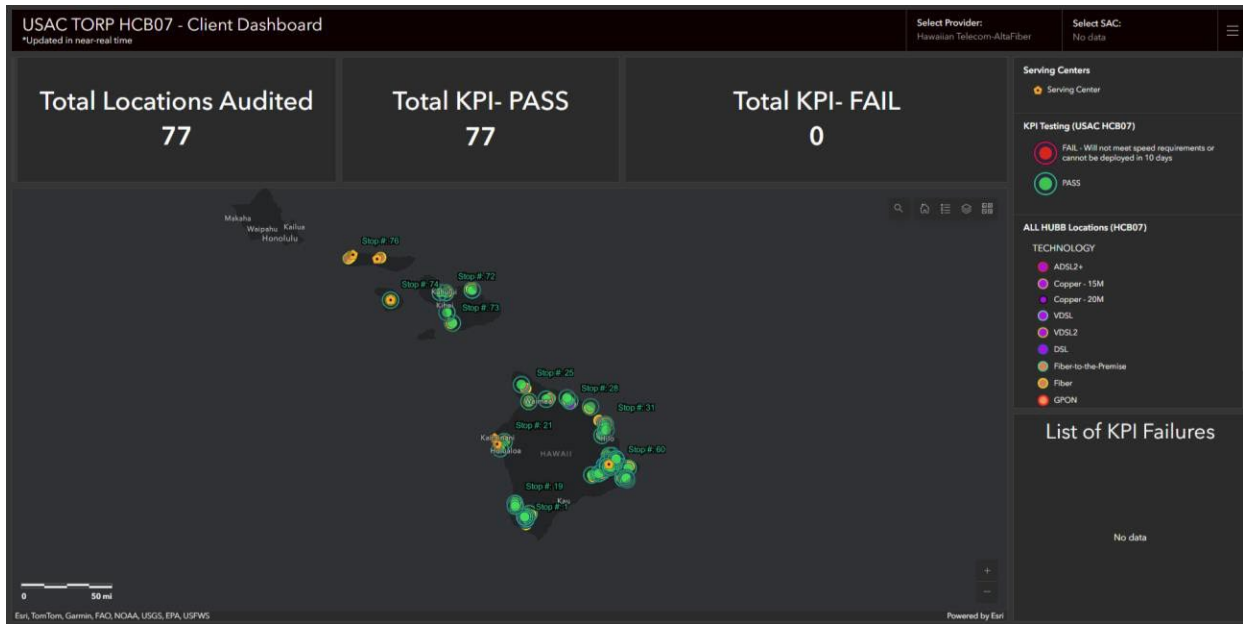 USAC TORP HCB07 - Client Dashboard
*Updated in near-real time
Select Provider:
Hawaiian Telecom-AltaFiber
Select SAC:
No data
Total Locations Audited
77
Total KPI- PASS
77
Total KPI- FAIL
0
Serving Centers
Serving Center
KPI Testing (USAC HCB07)
FAIL - Will not meet speed requirements or
cannot be deployed in 10 days
PASS
ALL HUBB Locations (HCB07)
TECHNOLOGY
ADSL2+
Copper - 15M
Copper - 20M
VDSL
VDSL2
DSL
Fiber-to-the-Premise
Fiber
GPON
List of KPI Failures
No data
Makaha
Waipahu
Kailua
Honolulu
Stop #: 76
Stop #: 74
Stop #: 72
Kihei
Stop #: 73
Stop #: 25
Stop #: 28
Stop #: 31
Hilo
Stop #: 21
HAWAII
Stop #: 60
Stop #: 19
Kau
Stop #: 1
0
50 mi
+
−
Esri, TomTom, Garmin, FAO, NOAA, USGS, EPA, USFWS
Powered by Esri